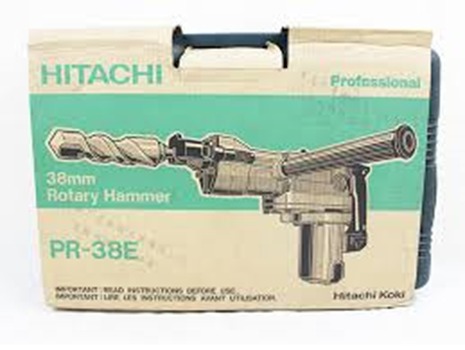 HITACHI
Professional
38mm
Rotary Hammer
PR-38E
IMPORTANT: READ INSTRUCTIONS BEFORE USE.
IMPORTANT: LIRE LES INSTRUCTIONS AVANT UTILISATION.
Hitachi Koki